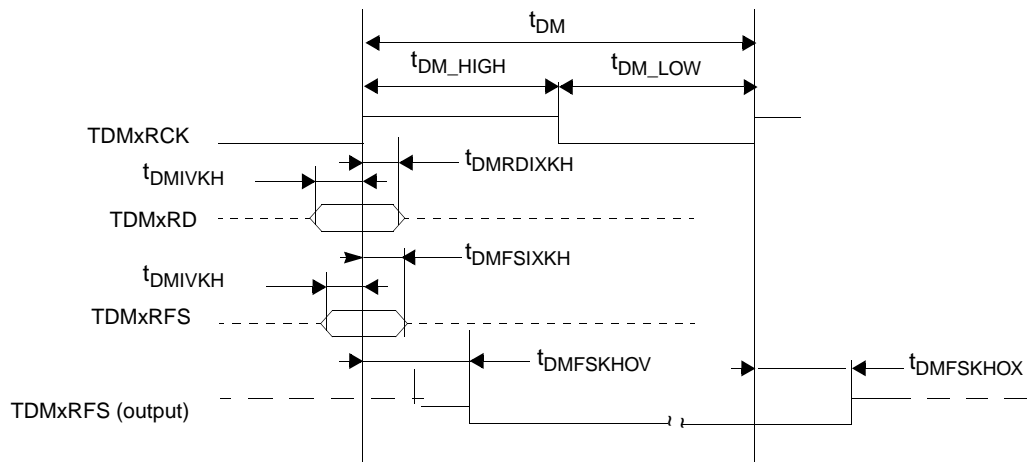 tDM
tDM_HIGH
tDM_LOW
TDMxRCK
tDMRDIXKH
tDMIVKH
TDMxRD
tDMFSIXKH
tDMIVKH
TDMxRFS
tDMFSKHOV
tDMFSKHOX
TDMxRFS (output)